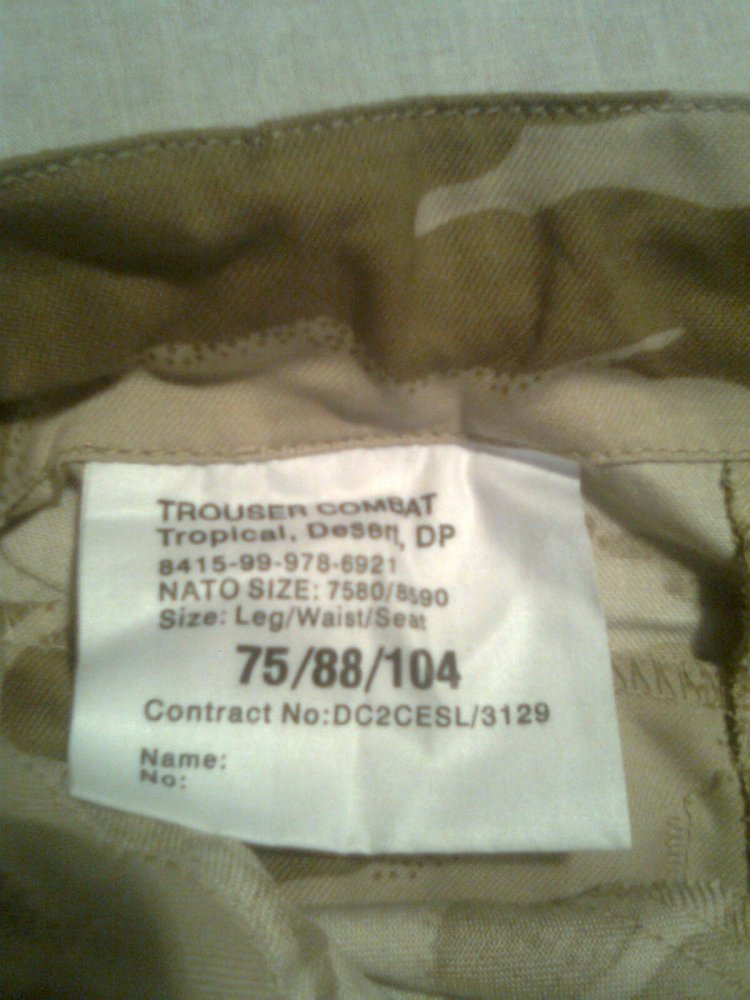 TROUSER COMBAT
Tropical, Desert, DP
8415-99-978-6921
NATO SIZE: 7580/8590
Size: Leg/Waist/Seat
75/88/104
Contract No:DC2CESL/3129
Name:
No: